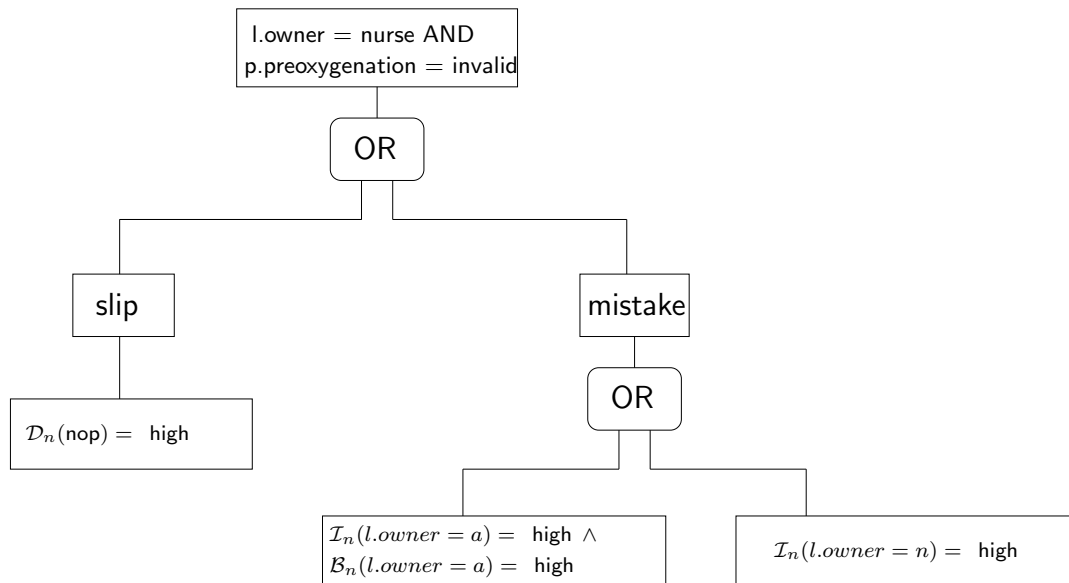 l.owner = nurse AND
p.preoxygenation = invalid
OR
slip
mistake
OR
𝒟ₙ(nop) = high
ℐₙ(l.owner = a) = high ∧
ℬₙ(l.owner = a) = high
ℐₙ(l.owner = n) = high